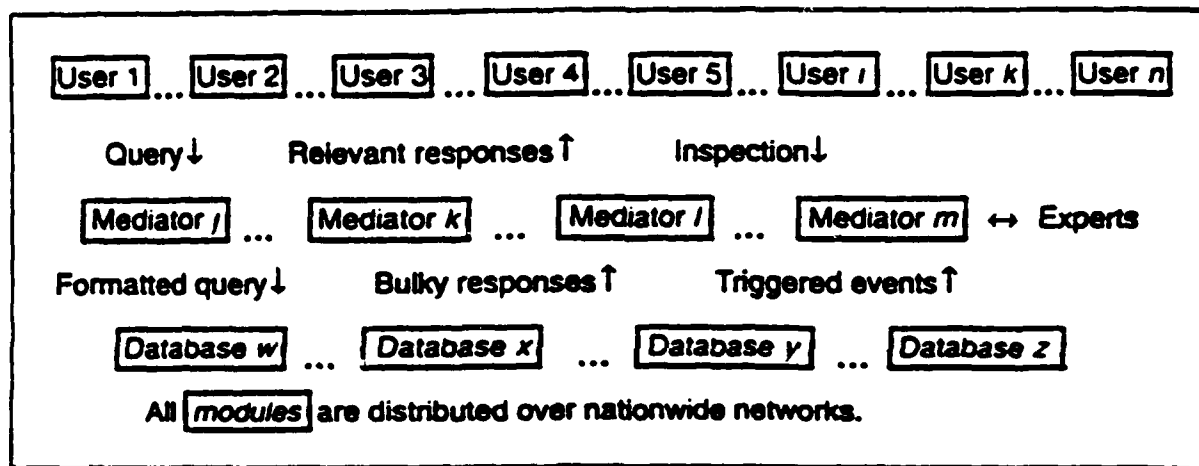 User 1 ... User 2 ... User 3 ... User 4 ... User 5 ... User i ... User k ... User n
Query↓ Relevant responses↑ Inspection↓
Mediator j ... Mediator k ... Mediator l ... Mediator m ↔ Experts
Formatted query↓ Bulky responses↑ Triggered events↑
Database w ... Database x ... Database y ... Database z
All modules are distributed over nationwide networks.